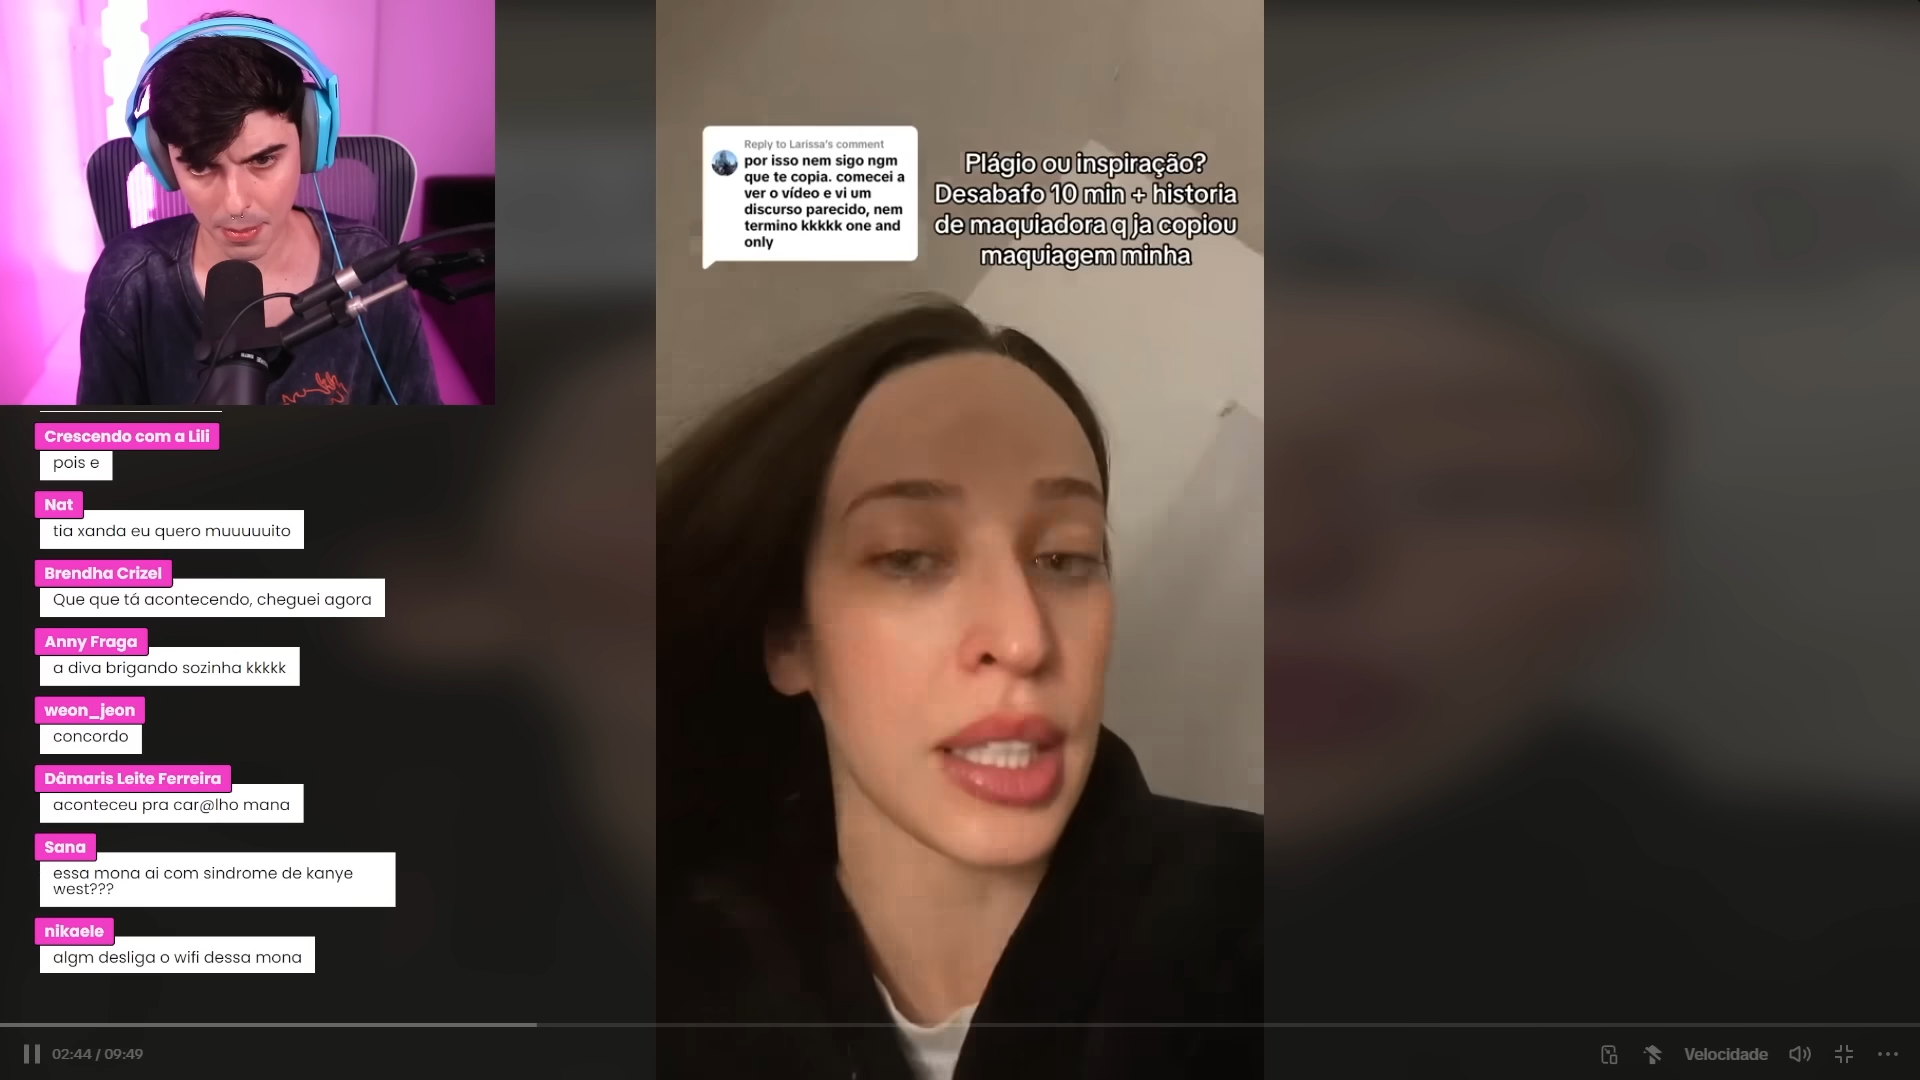 Reply to Larissa's comment
por isso nem sigo ngm
que te copia. comecei a
ver o vídeo e vi um
discurso parecido, nem
termino kkkkk one and
only
Plágio ou inspiração?
Desabafo 10 min + historia
de maquiadora q ja copiou
maquiagem minha
Crescendo com a Lili
pois e
Nat
tia xanda eu quero muuuuuito
Brendha Crizel
Que que tá acontecendo, cheguei agora
Anny Fraga
a diva brigando sozinha kkkkk
weon_jeon
concordo
Dâmaris Leite Ferreira
aconteceu pra car@lho mana
Sana
essa mona ai com sindrome de kanye
west???
nikaele
algm desliga o wifi dessa mona
02:44 / 09:49
Velocidade